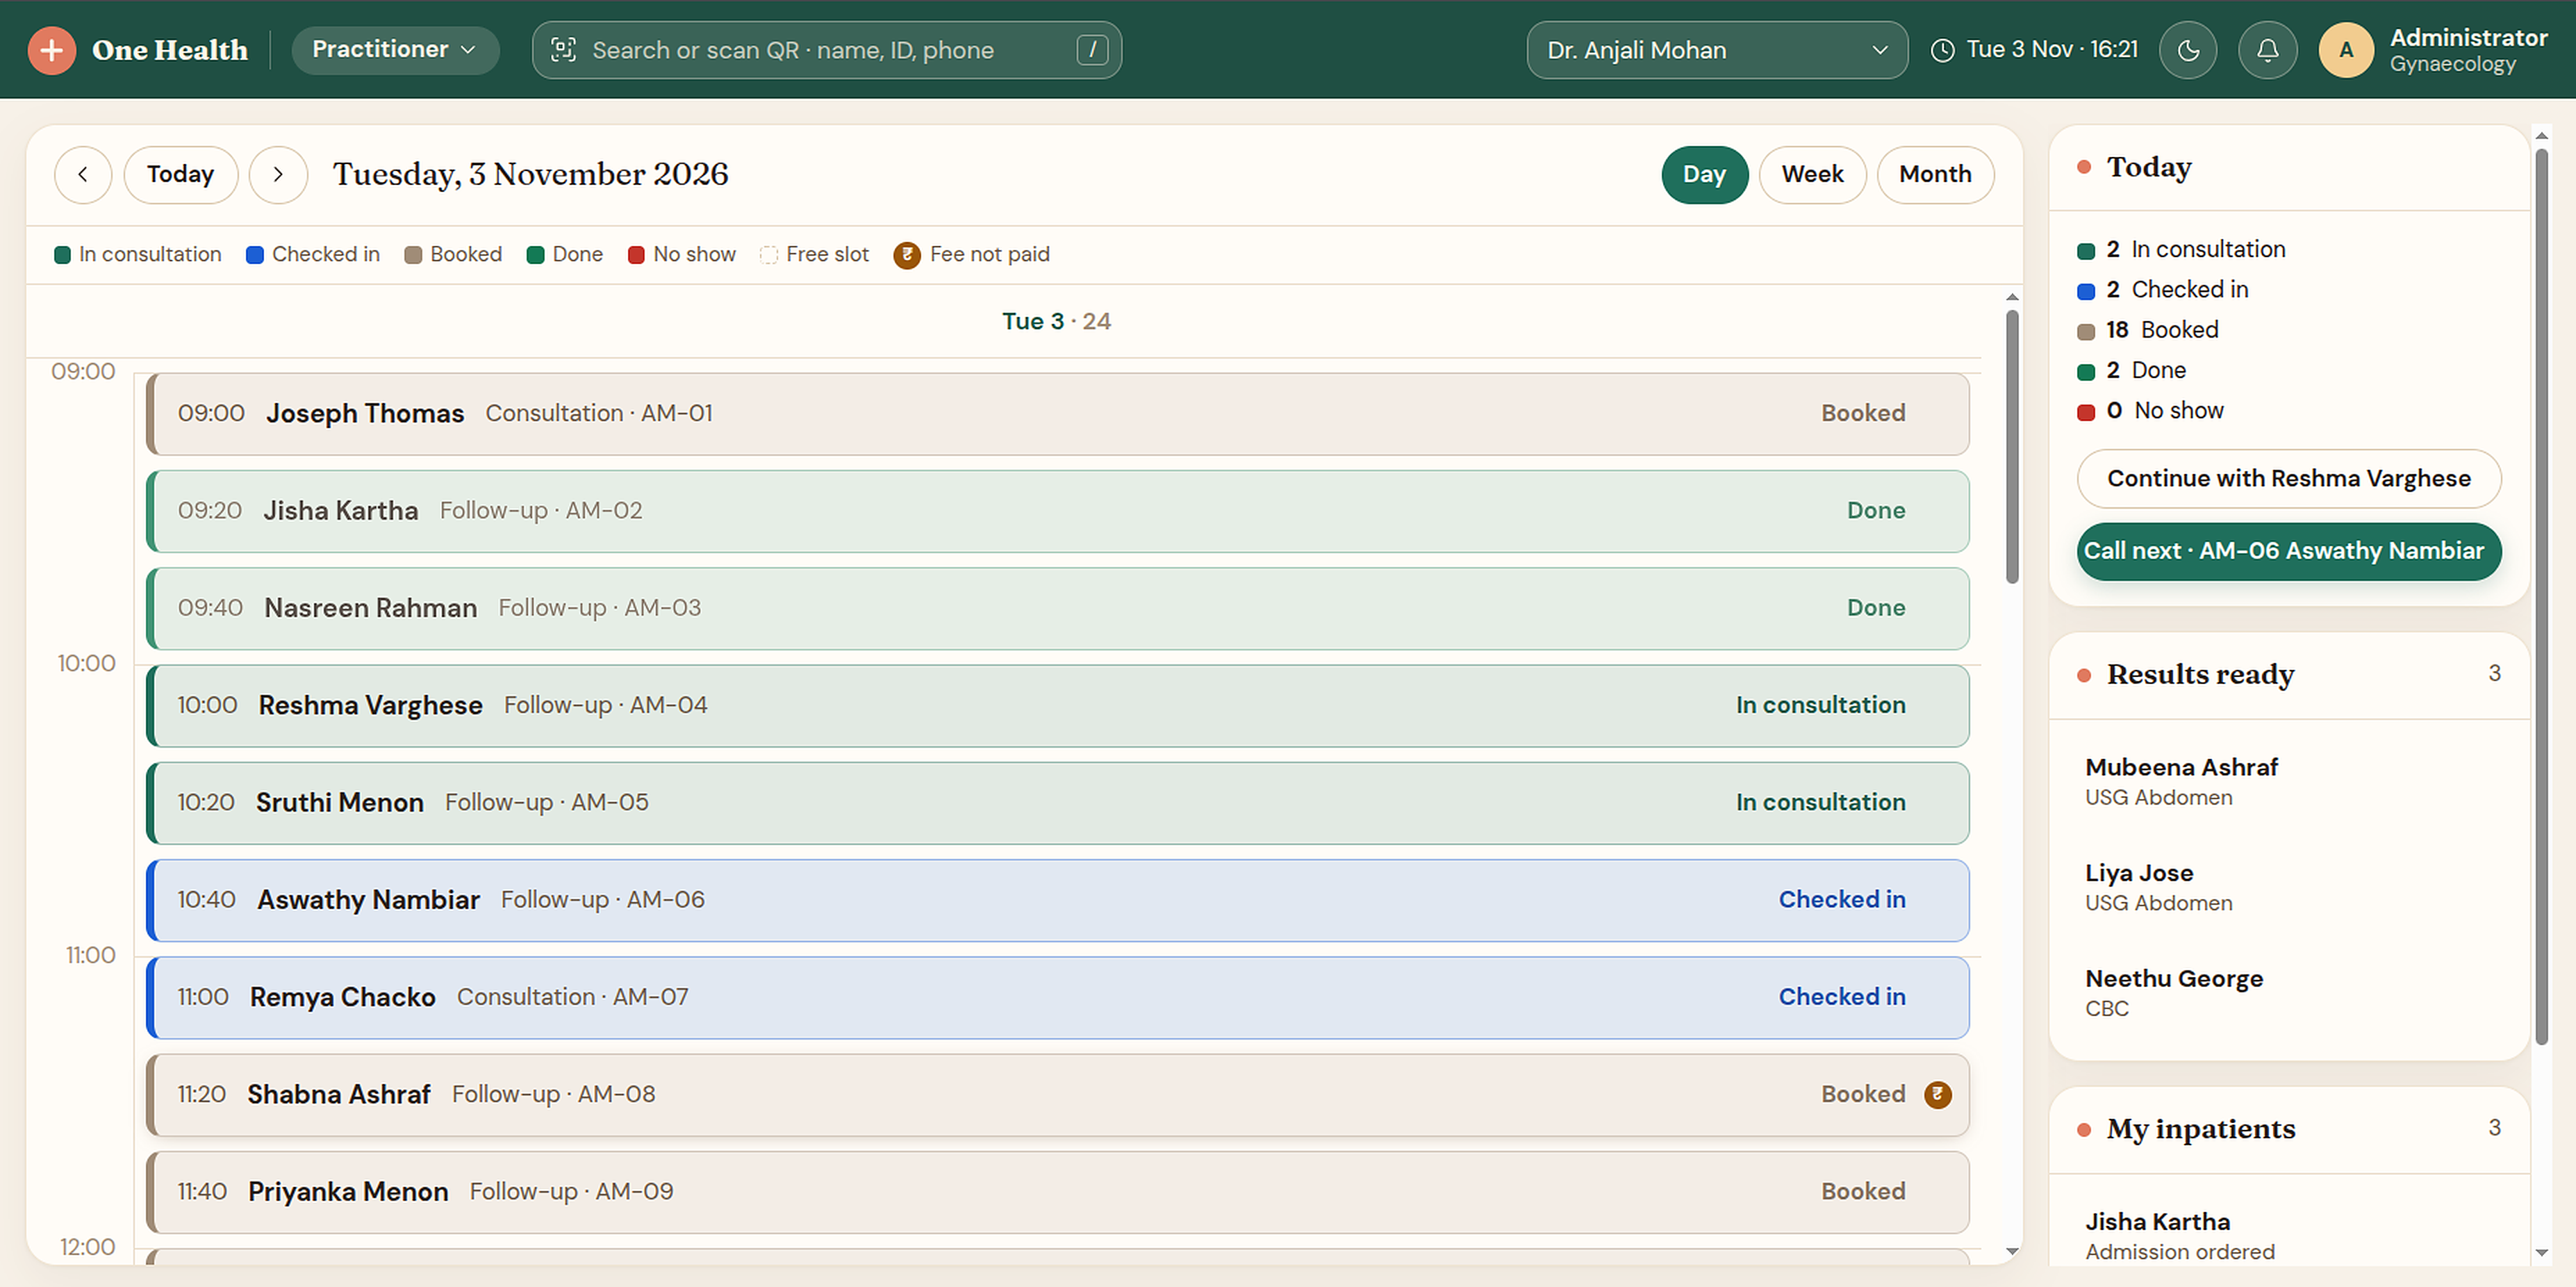 One Health
Practitioner
Search or scan QR · name, ID, phone
/
Dr. Anjali Mohan
Tue 3 Nov · 16:21
A
Administrator
Gynaecology
Today
Tuesday, 3 November 2026
Day
Week
Month
In consultation
Checked in
Booked
Done
No show
Free slot
₹ Fee not paid
Tue 3 · 24
09:00
09:00 Joseph Thomas Consultation · AM-01 Booked
09:20 Jisha Kartha Follow-up · AM-02 Done
09:40 Nasreen Rahman Follow-up · AM-03 Done
10:00
10:00 Reshma Varghese Follow-up · AM-04 In consultation
10:20 Sruthi Menon Follow-up · AM-05 In consultation
10:40 Aswathy Nambiar Follow-up · AM-06 Checked in
11:00
11:00 Remya Chacko Consultation · AM-07 Checked in
11:20 Shabna Ashraf Follow-up · AM-08 Booked ₹
11:40 Priyanka Menon Follow-up · AM-09 Booked
12:00
Today
2 In consultation
2 Checked in
18 Booked
2 Done
0 No show
Continue with Reshma Varghese
Call next · AM-06 Aswathy Nambiar
Results ready 3
Mubeena Ashraf
USG Abdomen
Liya Jose
USG Abdomen
Neethu George
CBC
My inpatients 3
Jisha Kartha
Admission ordered